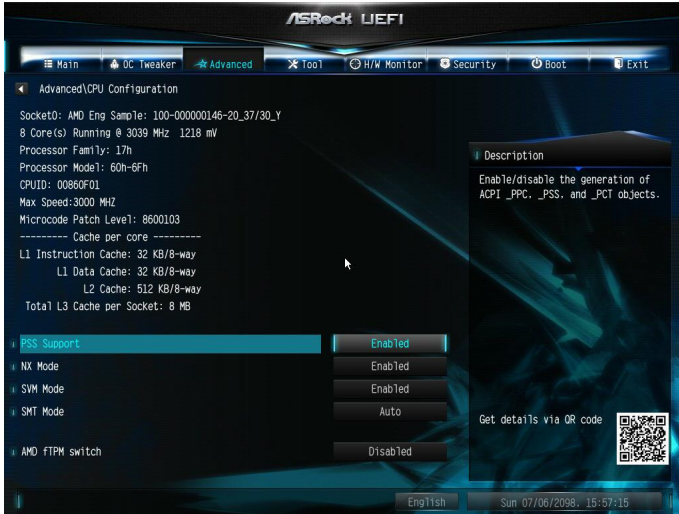 ASRock UEFI
Main
OC Tweaker
Advanced
Tool
H/W Monitor
Security
Boot
Exit
Advanced\CPU Configuration
Socket0: AMD Eng Sample: 100-000000146-20_37/30_Y
8 Core(s) Running @ 3039 MHz 1218 mV
Processor Family: 17h
Processor Model: 60h-6Fh
CPUID: 00860F01
Max Speed:3000 MHZ
Microcode Patch Level: 8600103
--------- Cache per core ---------
L1 Instruction Cache: 32 KB/8-way
L1 Data Cache: 32 KB/8-way
L2 Cache: 512 KB/8-way
Total L3 Cache per Socket: 8 MB
PSS Support Enabled
NX Mode Enabled
SVM Mode Enabled
SMT Mode Auto
AMD fTPM switch Disabled
Description
Enable/disable the generation of
ACPI _PPC, _PSS, and _PCT objects.
Get details via QR code
English
Sun 07/06/2098, 15:57:15